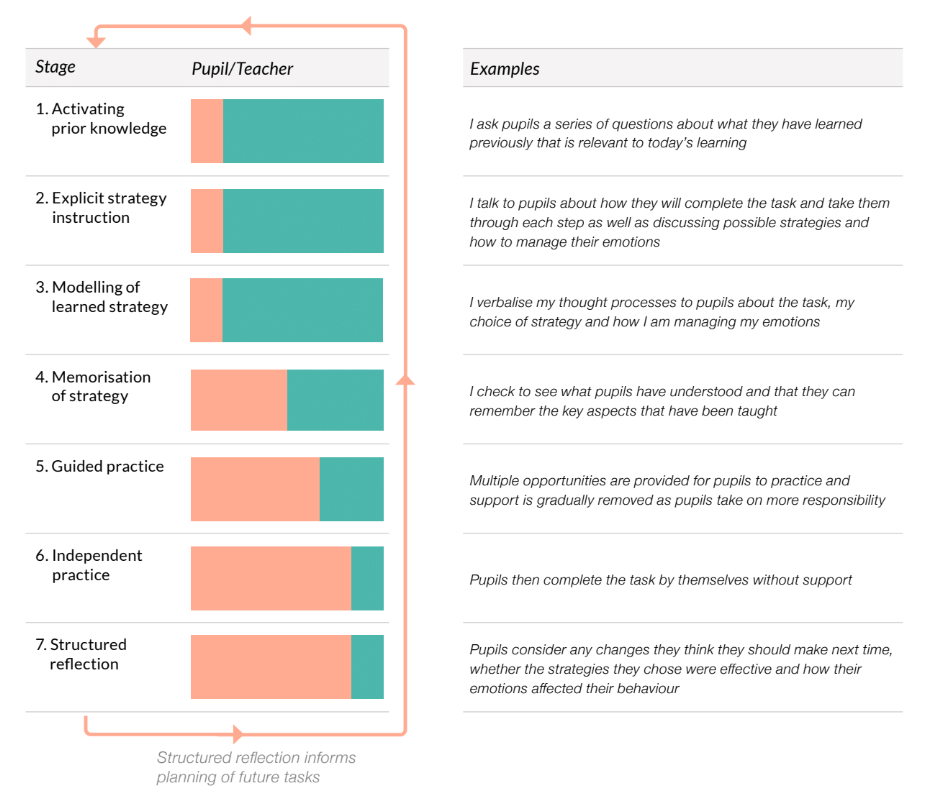 Stage
Pupil/Teacher
Examples
1. Activating
prior knowledge
I ask pupils a series of questions about what they have learned
previously that is relevant to today's learning
2. Explicit strategy
instruction
I talk to pupils about how they will complete the task and take them
through each step as well as discussing possible strategies and
how to manage their emotions
3. Modelling of
learned strategy
I verbalise my thought processes to pupils about the task, my
choice of strategy and how I am managing my emotions
4. Memorisation
of strategy
I check to see what pupils have understood and that they can
remember the key aspects that have been taught
5. Guided practice
Multiple opportunities are provided for pupils to practice and
support is gradually removed as pupils take on more responsibility
6. Independent
practice
Pupils then complete the task by themselves without support
7. Structured
reflection
Pupils consider any changes they think they should make next time,
whether the strategies they chose were effective and how their
emotions affected their behaviour
Structured reflection informs
planning of future tasks